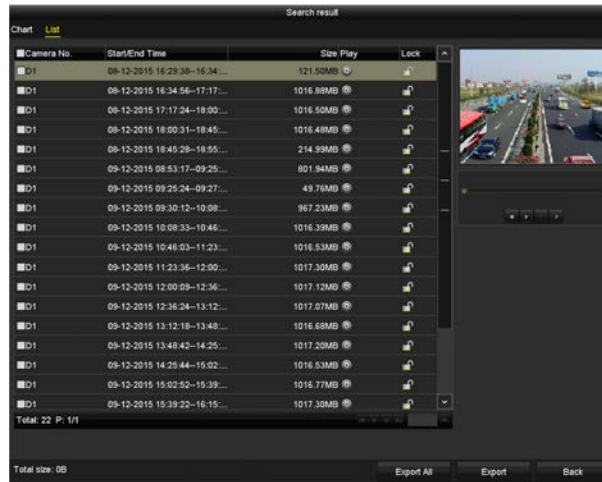 Search result
Chart List
Camera No. Start/End Time Size Play Lock
D1 08-12-2015 16:29:38--16:34:... 121.50MB
D1 08-12-2015 16:34:56--17:17:... 1016.88MB
D1 08-12-2015 17:17:24--18:00:... 1016.50MB
D1 08-12-2015 18:00:31--18:45:... 1016.48MB
D1 08-12-2015 18:45:28--18:55:... 214.99MB
D1 09-12-2015 08:53:17--09:25:... 801.94MB
D1 09-12-2015 09:25:24--09:27:... 49.76MB
D1 09-12-2015 09:30:12--10:08:... 967.23MB
D1 09-12-2015 10:08:33--10:46:... 1016.39MB
D1 09-12-2015 10:46:03--11:23:... 1016.53MB
D1 09-12-2015 11:23:36--12:00:... 1017.30MB
D1 09-12-2015 12:00:09--12:36:... 1017.12MB
D1 09-12-2015 12:36:24--13:12:... 1017.07MB
D1 09-12-2015 13:12:18--13:48:... 1016.68MB
D1 09-12-2015 13:48:42--14:25:... 1017.20MB
D1 09-12-2015 14:25:44--15:02:... 1016.53MB
D1 09-12-2015 15:02:52--15:39:... 1016.77MB
D1 09-12-2015 15:39:22--16:15:... 1017.30MB
Total: 22 P: 1/1
Total size: 0B Export All Export Back